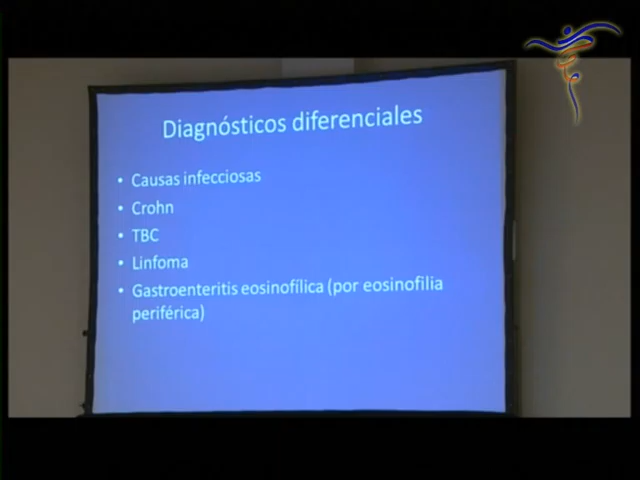 Diagnósticos diferenciales
• Causas infecciosas
• Crohn
• TBC
• Linfoma
• Gastroenteritis eosinofílica (por eosinofilia
periférica)